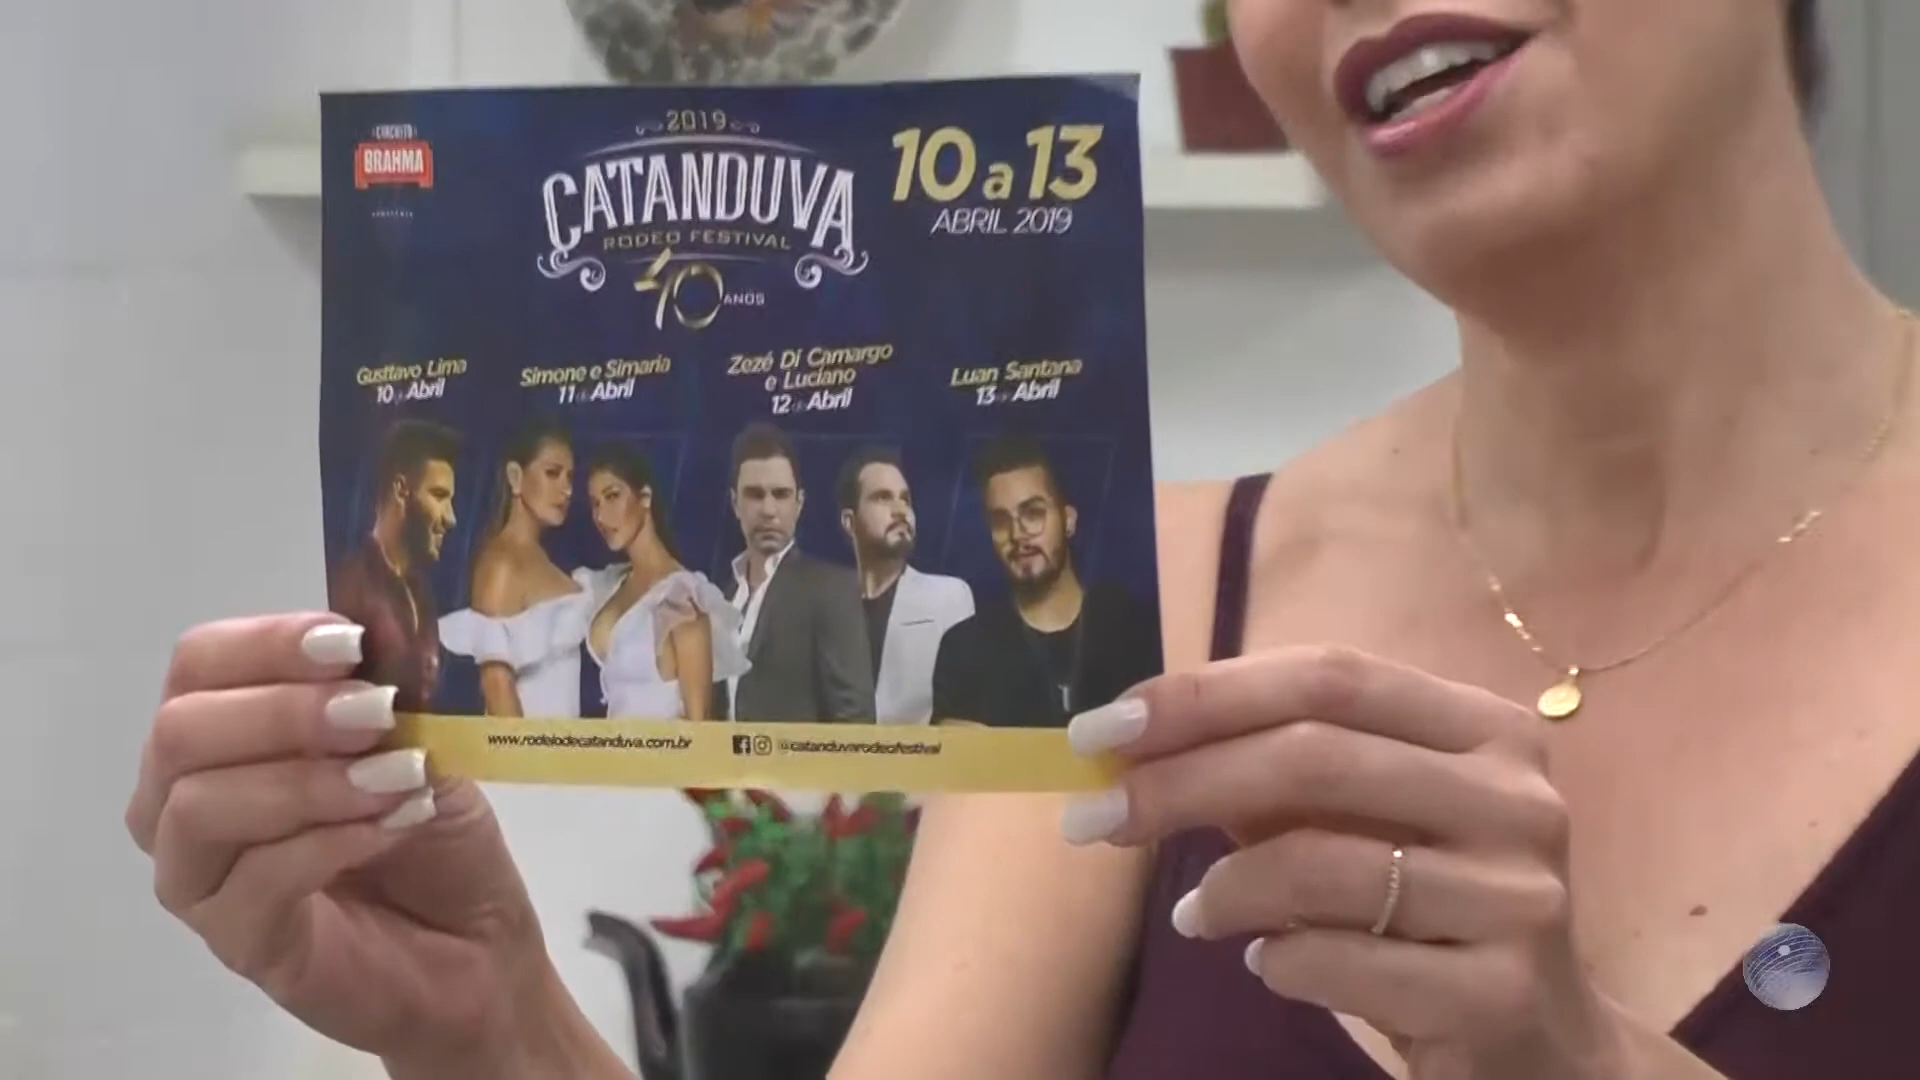 CIRCUITO
BRAHMA
APRESENTA
2019
CATANDUVA
RODEO FESTIVAL
40 ANOS
10 a 13
ABRIL 2019
Gusttavo Lima
10 de Abril
Simone e Simaria
11 de Abril
Zezé Di Camargo
e Luciano
12 de Abril
Luan Santana
13 de Abril
www.rodeiodecatanduva.com.br
@catanduvarodeofestival